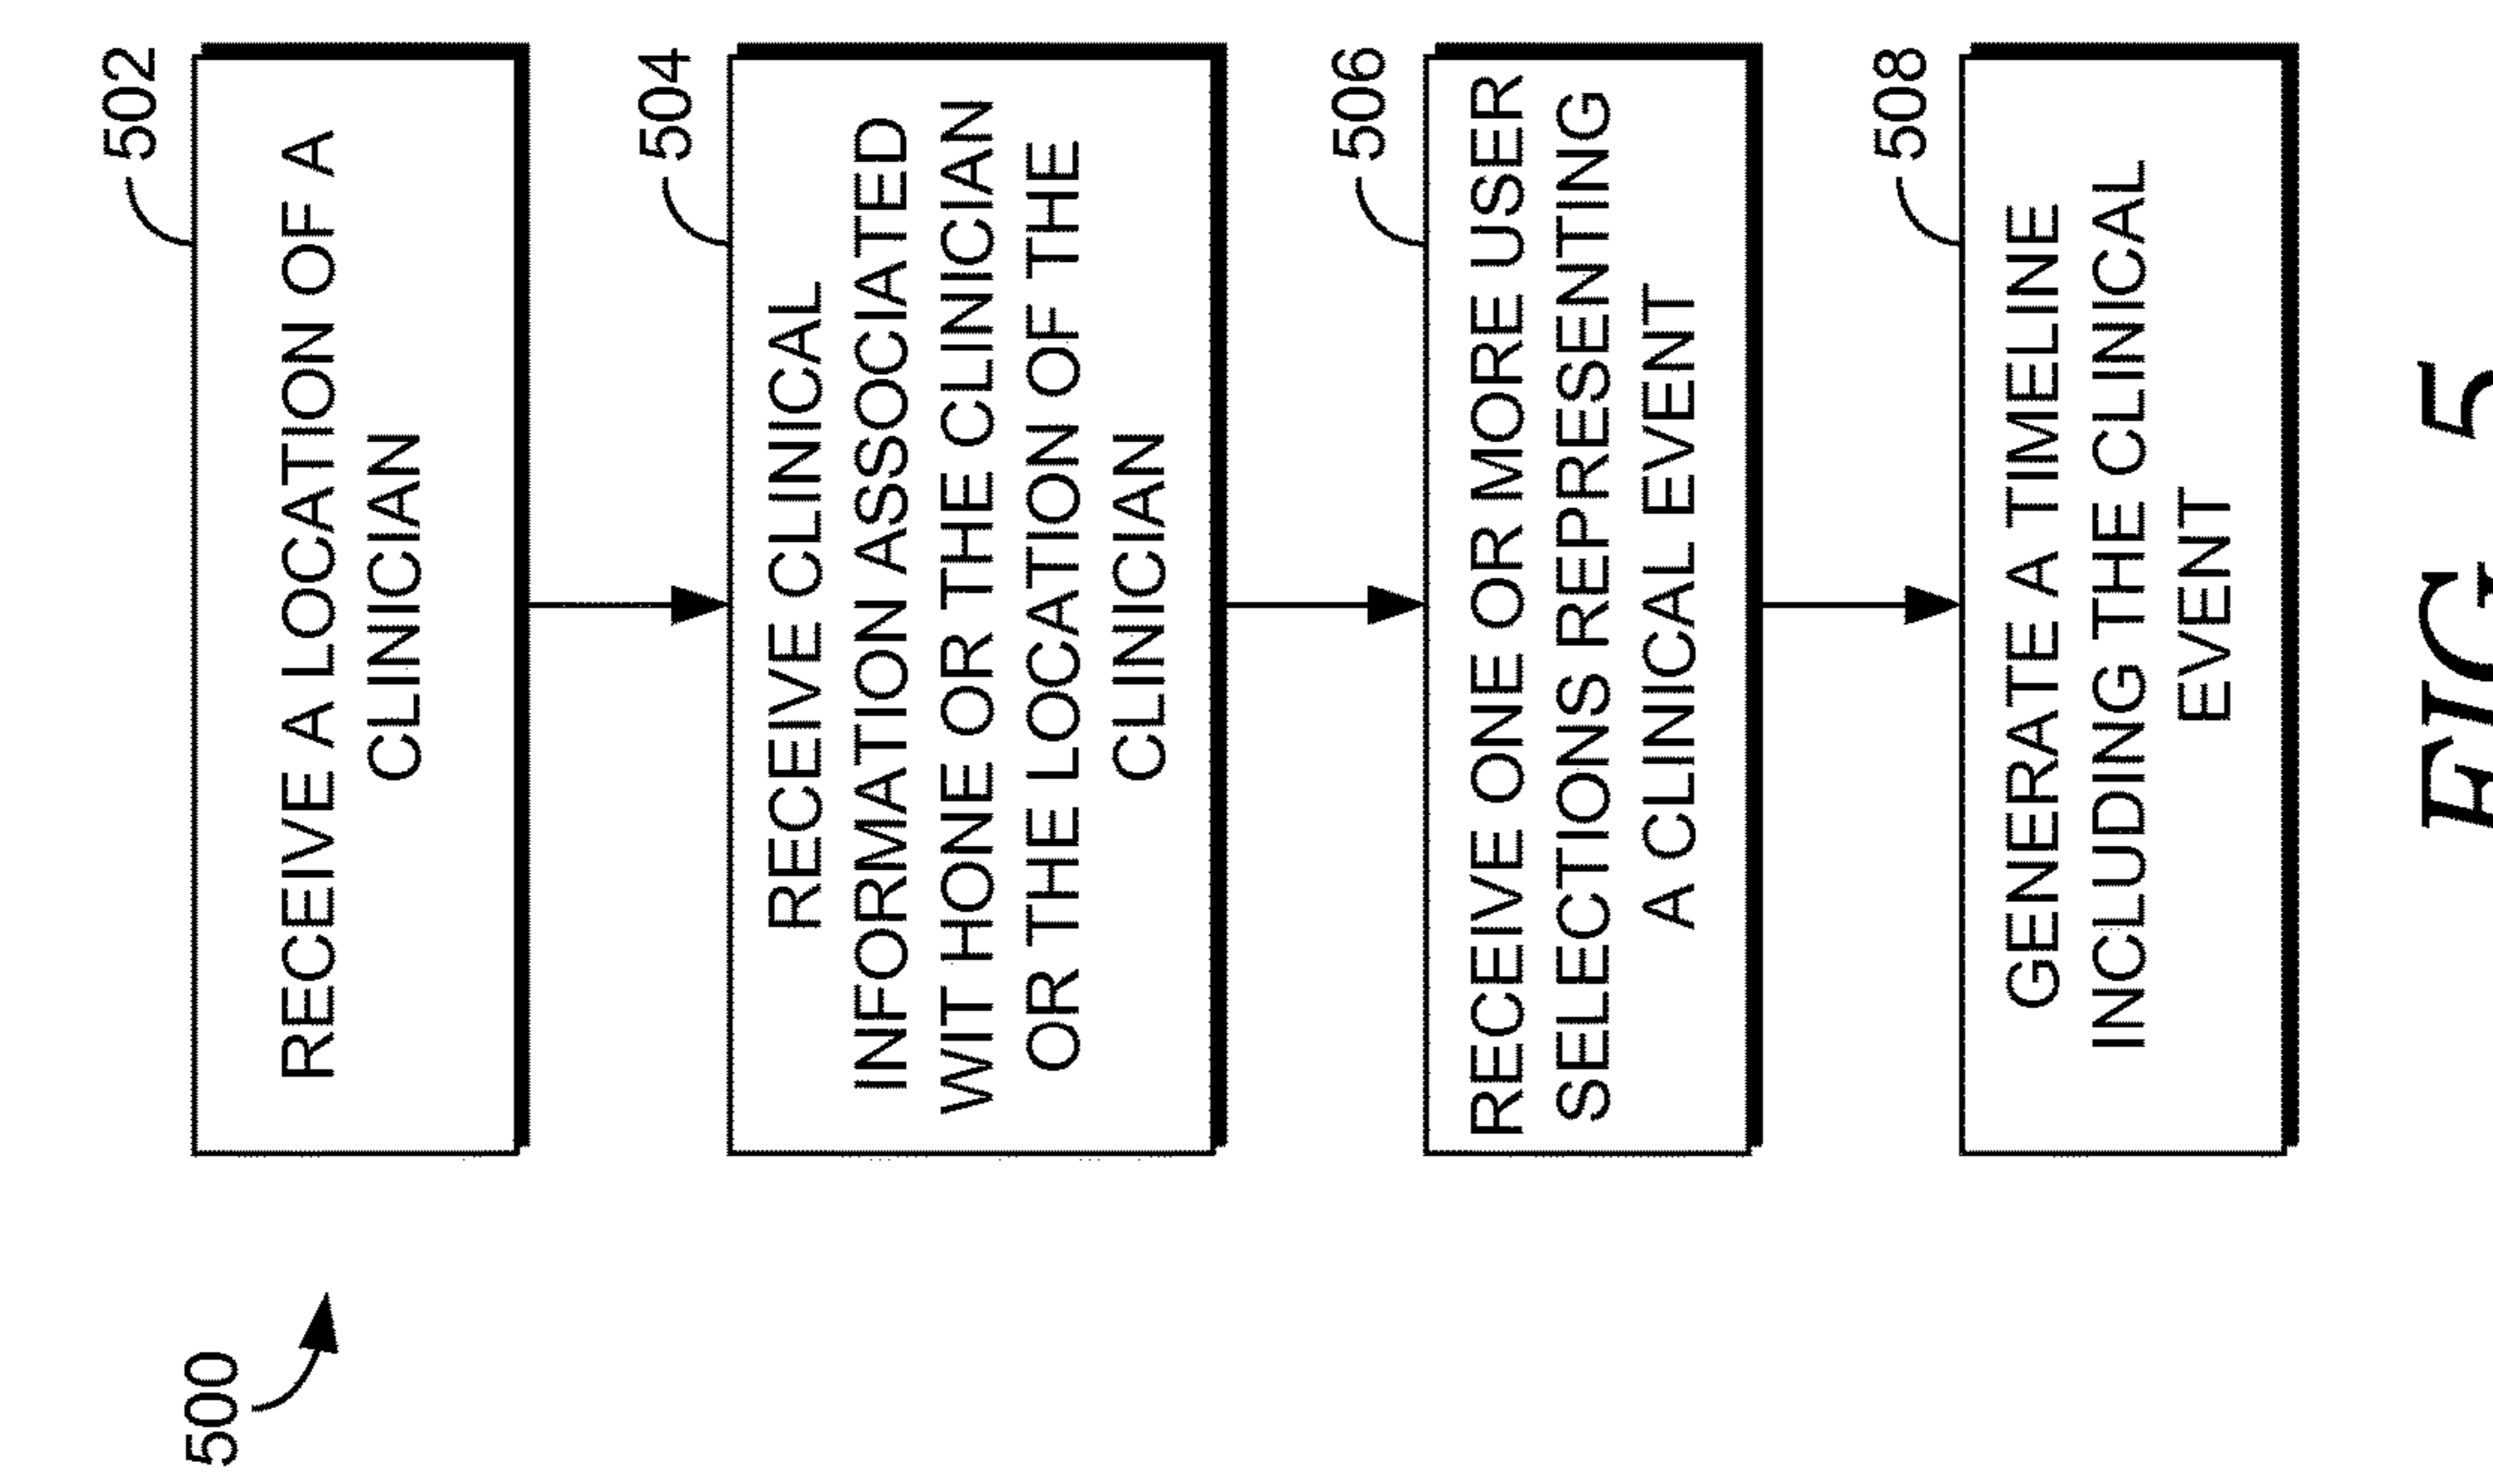 500
502
RECEIVE A LOCATION OF A
CLINICIAN
504
RECEIVE CLINICAL
INFORMATION ASSOCIATED
WITH ONE OR THE CLINICIAN
OR THE LOCATION OF THE
CLINICIAN
506
RECEIVE ONE OR MORE USER
SELECTIONS REPRESENTING
A CLINICAL EVENT
508
GENERATE A TIMELINE
INCLUDING THE CLINICAL
EVENT
FIG. 5